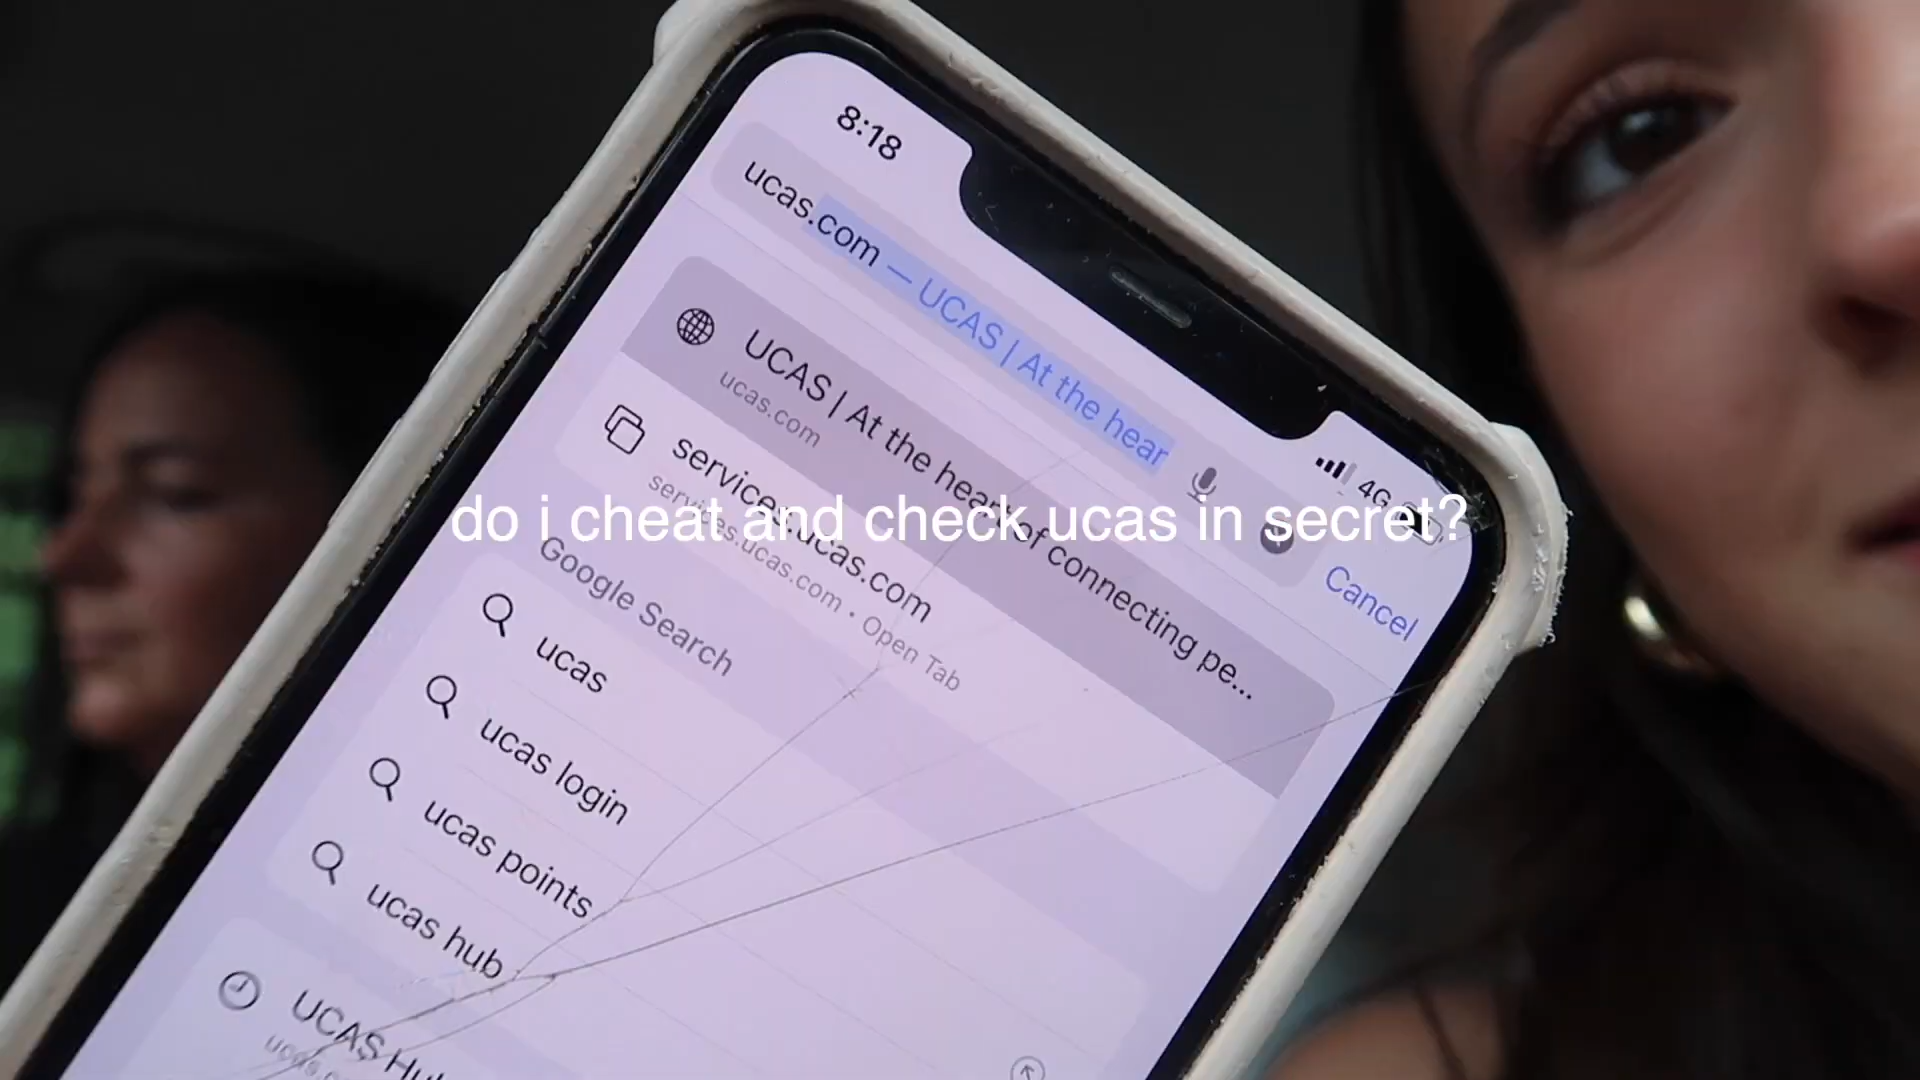 8:18
4G
ucas.com — UCAS | At the hear
Cancel
UCAS | At the heart of connecting pe...
ucas.com
services.ucas.com
services.ucas.com • Open Tab
do i cheat and check ucas in secret?
Google Search
ucas
ucas login
ucas points
ucas hub
UCAS